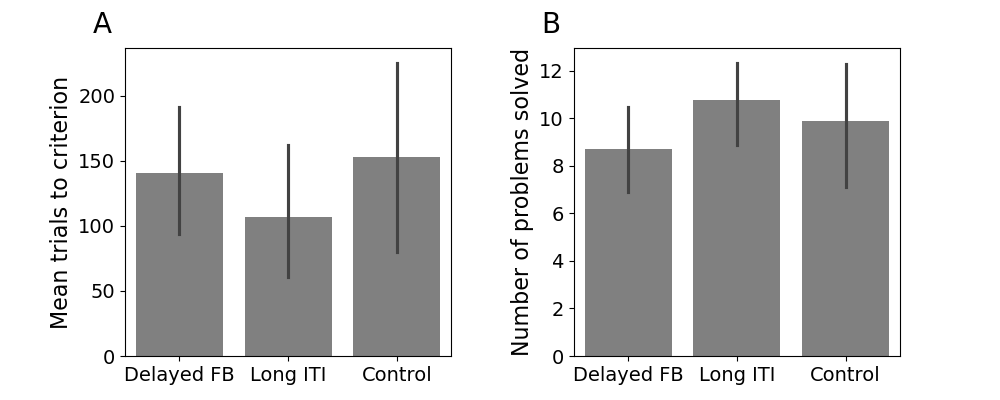 A
Mean trials to criterion
200
150
100
50
0
Delayed FB Long ITI Control
B
Number of problems solved
12
10
8
6
4
2
0
Delayed FB Long ITI Control